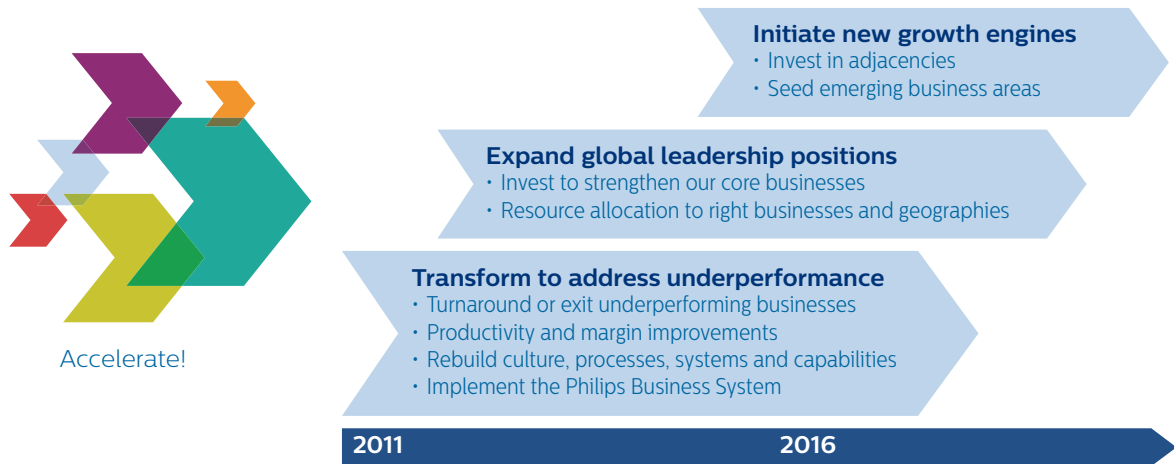 Initiate new growth engines
· Invest in adjacencies
· Seed emerging business areas
Expand global leadership positions
· Invest to strengthen our core businesses
· Resource allocation to right businesses and geographies
Transform to address underperformance
· Turnaround or exit underperforming businesses
· Productivity and margin improvements
· Rebuild culture, processes, systems and capabilities
· Implement the Philips Business System
Accelerate!
2011 2016